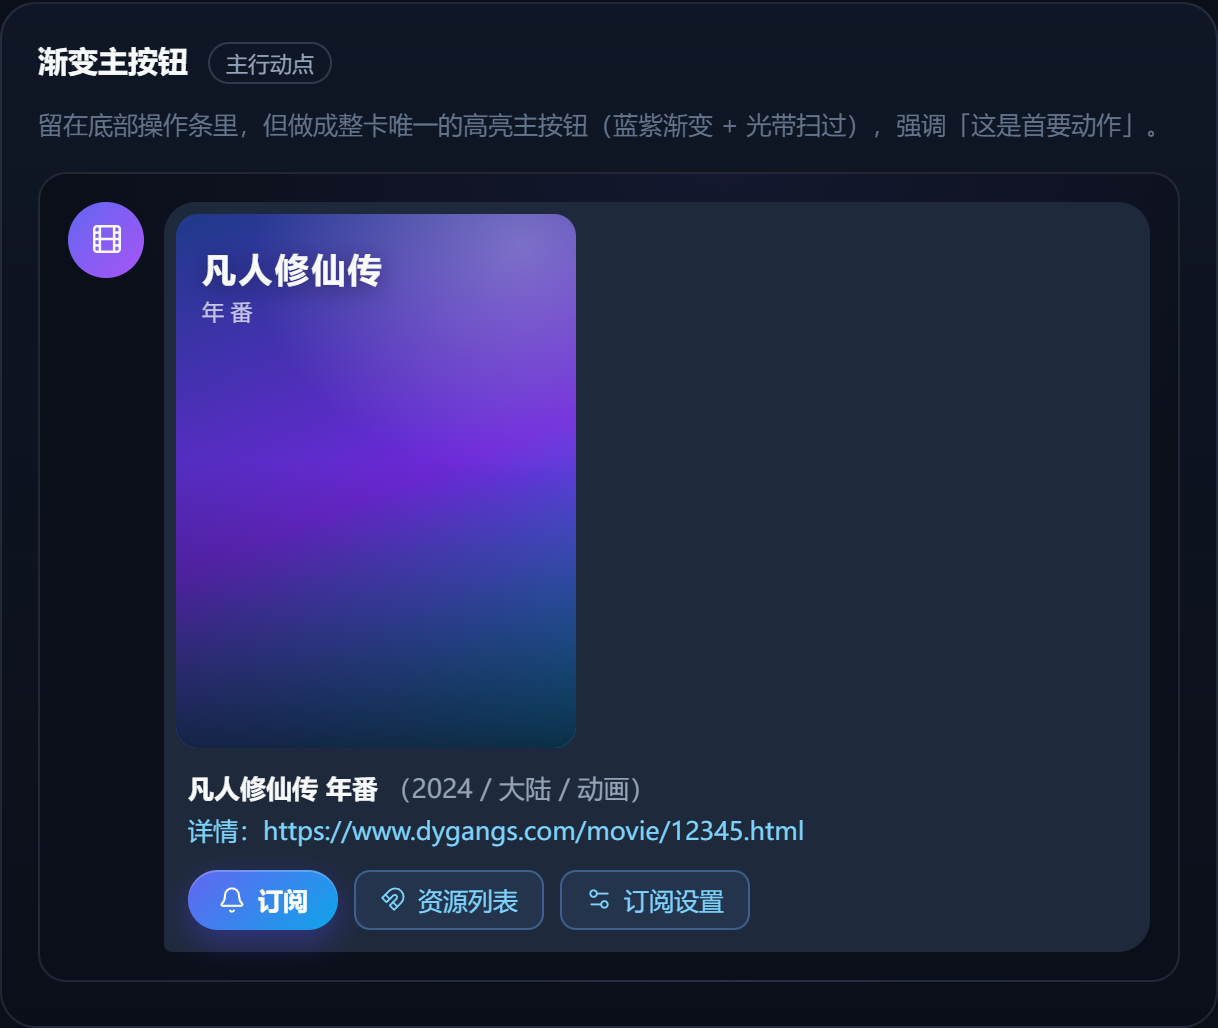 渐变主按钮 主行动点
留在底部操作条里，但做成整卡唯一的高亮主按钮（蓝紫渐变 + 光带扫过），强调「这是首要动作」。
凡人修仙传
年 番
凡人修仙传 年番 （2024 / 大陆 / 动画）
详情：https://www.dygangs.com/movie/12345.html
订阅 资源列表 订阅设置